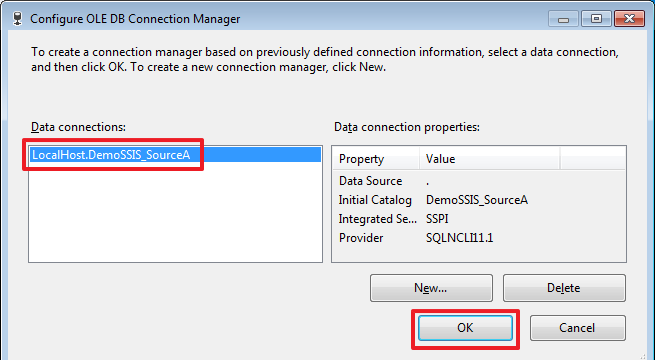 Configure OLE DB Connection Manager
To create a connection manager based on previously defined connection information, select a data connection,
and then click OK. To create a new connection manager, click New.
Data connections:
LocalHost.DemoSSIS_SourceA
Data connection properties:
Property Value
Data Source .
Initial Catalog DemoSSIS_SourceA
Integrated Se... SSPI
Provider SQLNCLI11.1
New... Delete
OK Cancel